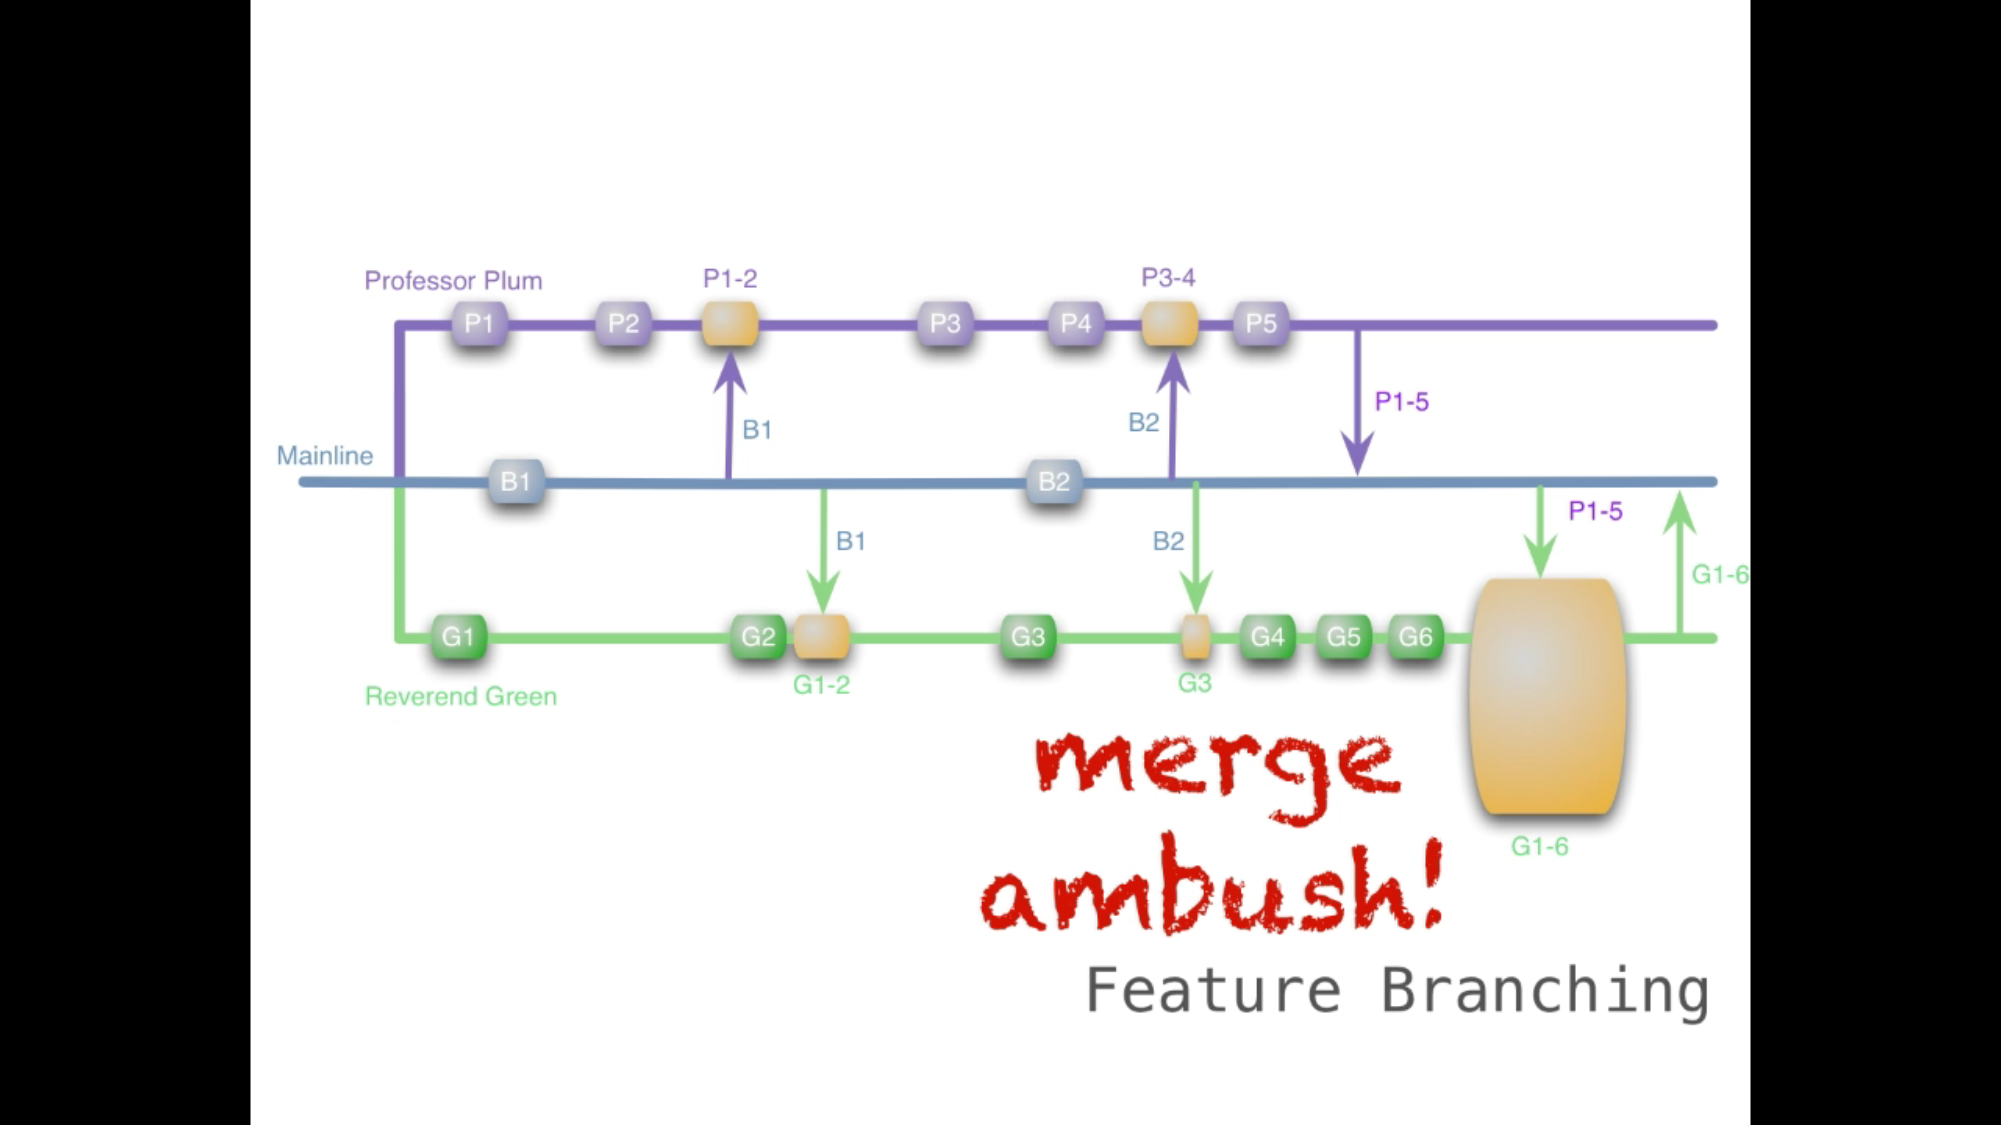 Professor Plum
P1-2
P3-4
P1
P2
P3
P4
P5
B1
B2
P1-5
Mainline
B1
B2
P1-5
B1
B2
G1-6
G1
G2
G3
G4
G5
G6
Reverend Green
G1-2
G3
merge
ambush!
G1-6
Feature Branching